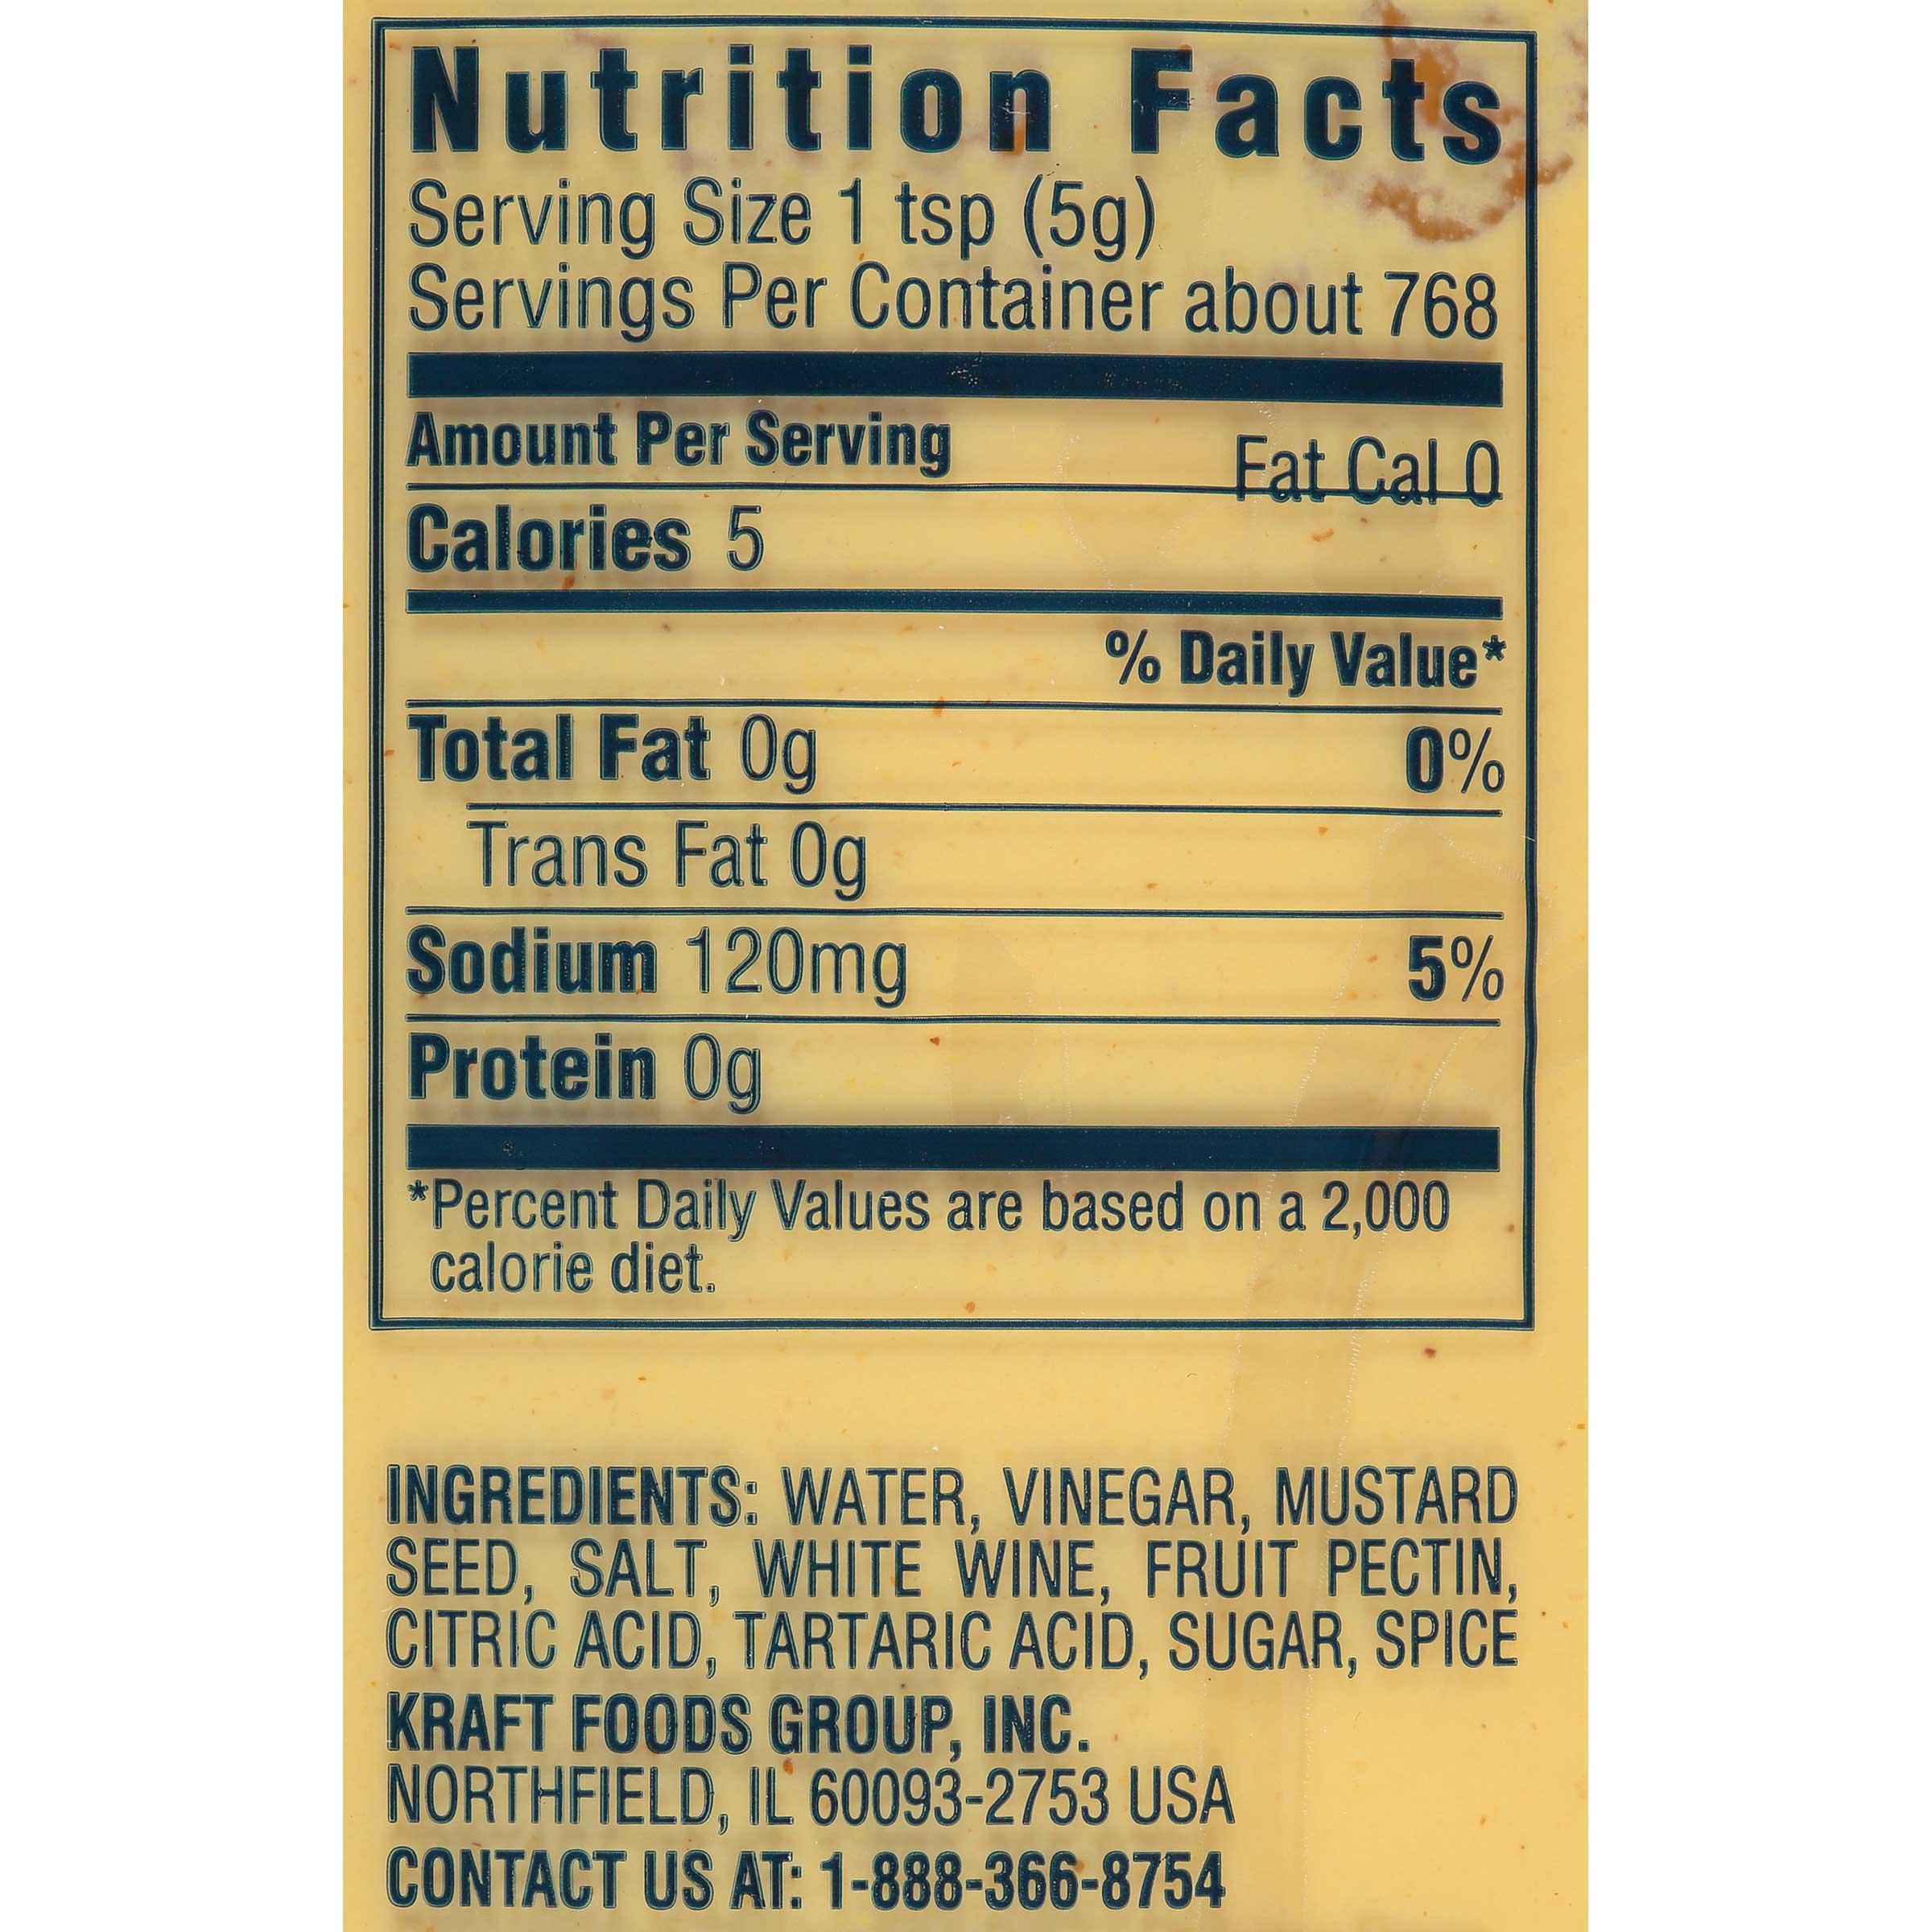 Nutrition Facts
Serving Size 1 tsp (5g)
Servings Per Container about 768
Amount Per Serving
Fat Cal 0
Calories 5
% Daily Value*
Total Fat 0g 0%
Trans Fat 0g
Sodium 120mg 5%
Protein 0g
*Percent Daily Values are based on a 2,000
calorie diet.
INGREDIENTS: WATER, VINEGAR, MUSTARD
SEED, SALT, WHITE WINE, FRUIT PECTIN,
CITRIC ACID, TARTARIC ACID, SUGAR, SPICE
KRAFT FOODS GROUP, INC.
NORTHFIELD, IL 60093-2753 USA
CONTACT US AT: 1-888-366-8754